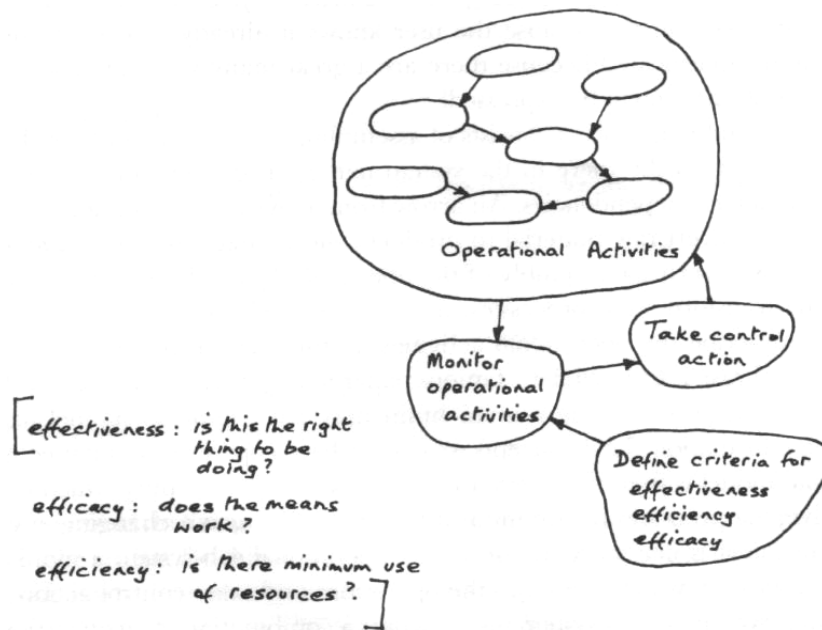 Operational Activities
Take control
action
Monitor
operational
activities
Define criteria for
effectiveness
efficiency
efficacy
effectiveness: is this the right
thing to be
doing?
efficacy: does the means
work?
efficiency: is there minimum use
of resources?